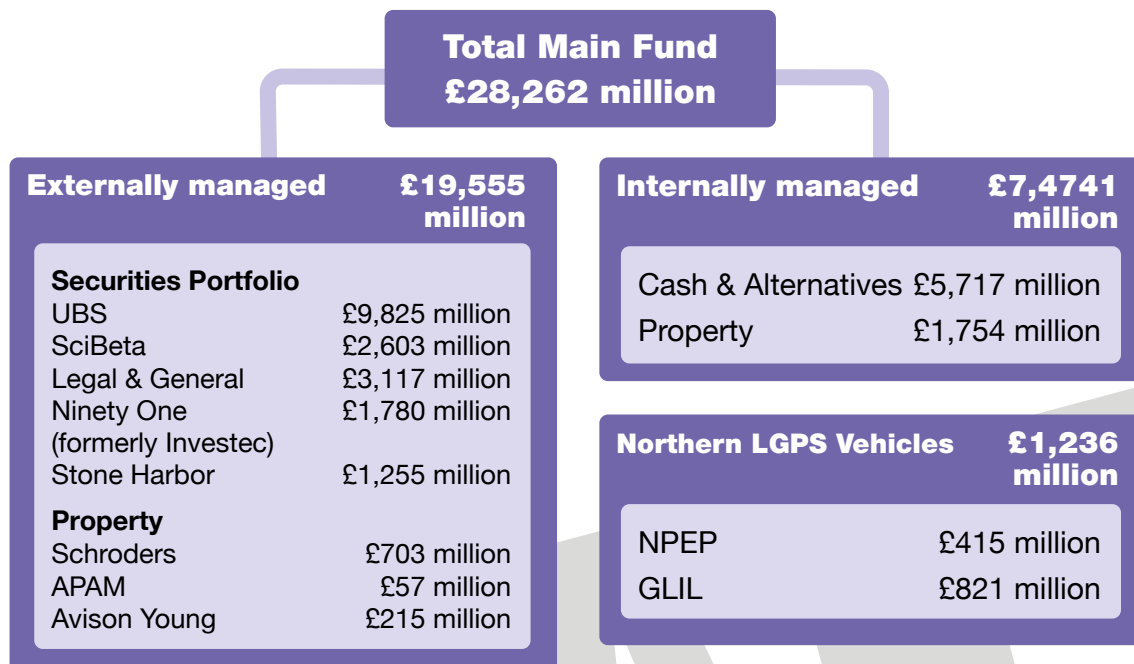 Total Main Fund
£28,262 million
Externally managed £19,555
million
Securities Portfolio
UBS £9,825 million
SciBeta £2,603 million
Legal & General £3,117 million
Ninety One £1,780 million
(formerly Investec)
Stone Harbor £1,255 million
Property
Schroders £703 million
APAM £57 million
Avison Young £215 million
Internally managed £7,4741
million
Cash & Alternatives £5,717 million
Property £1,754 million
Northern LGPS Vehicles £1,236
million
NPEP £415 million
GLIL £821 million